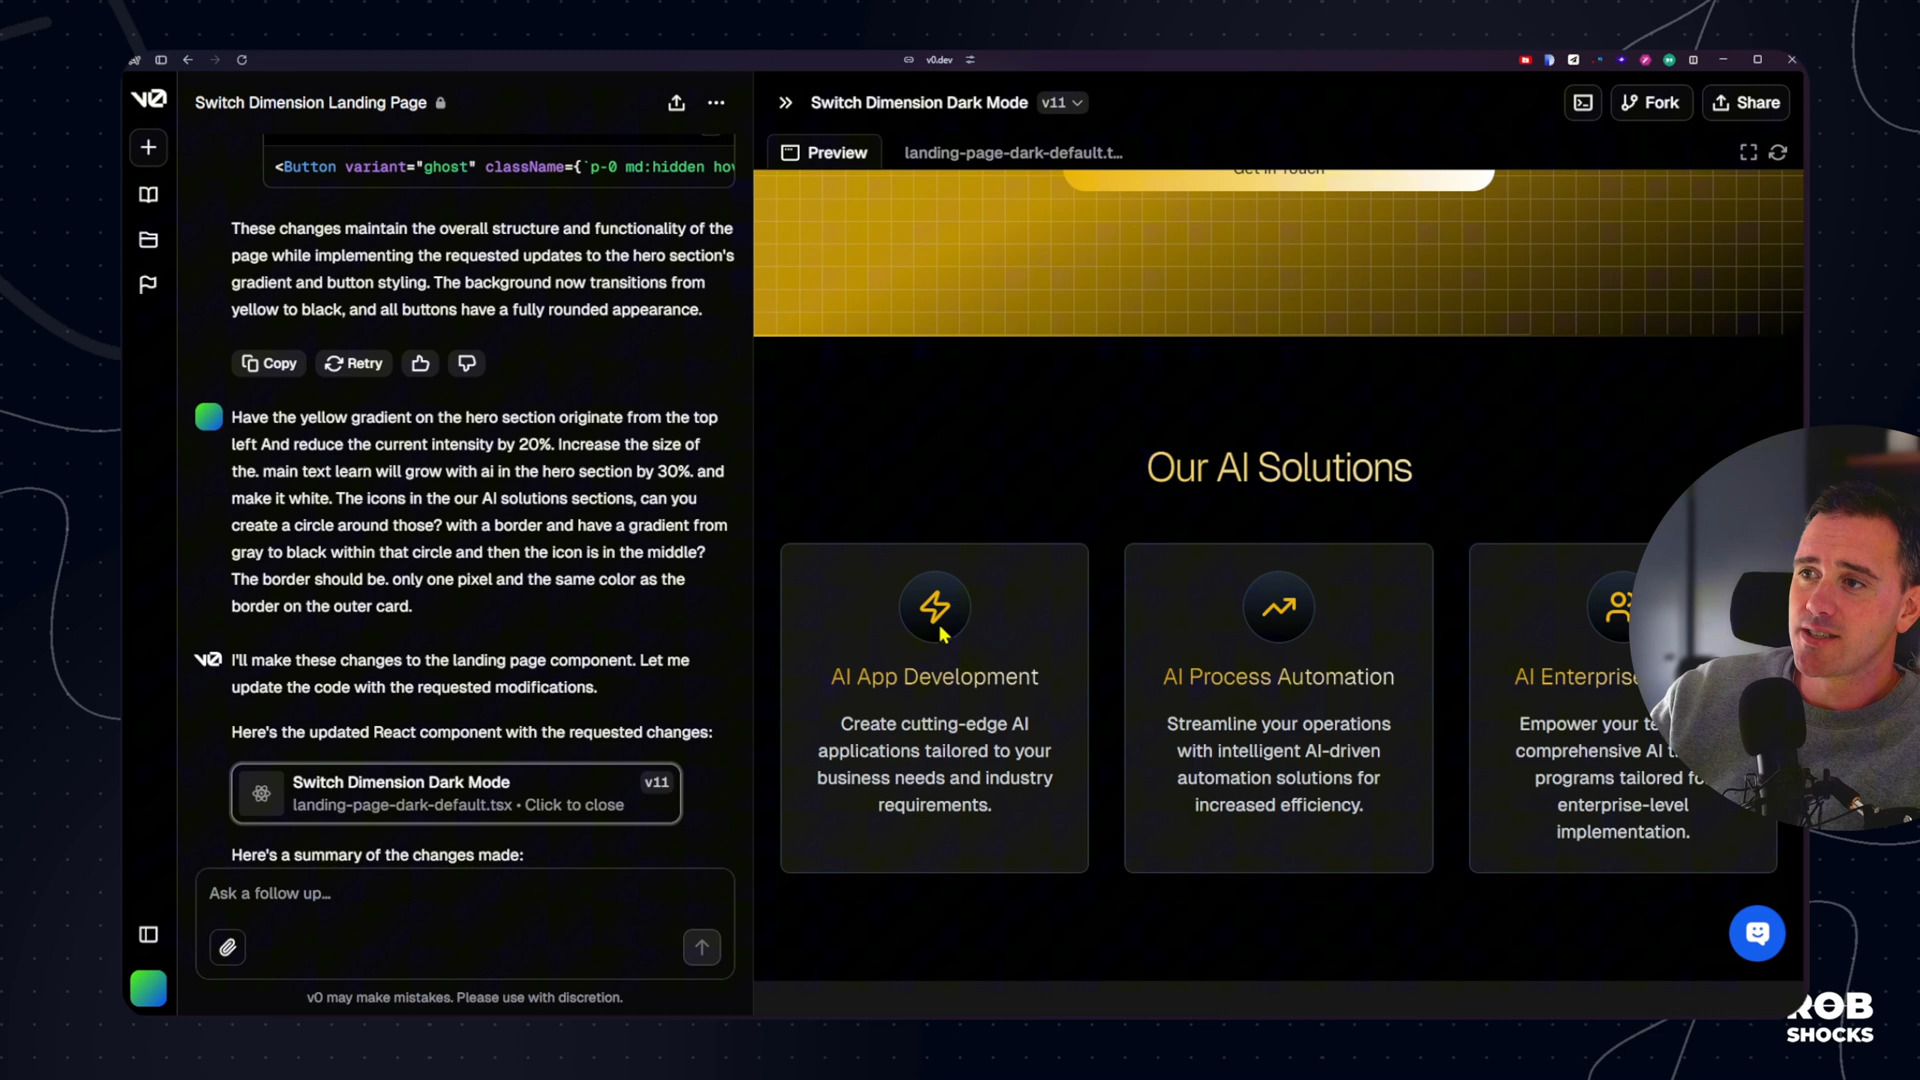 v0.dev
v0
Switch Dimension Landing Page
Switch Dimension Dark Mode v11
Fork
Share
Preview
landing-page-dark-default.t...
<Button variant="ghost" className={`p-0 md:hidden hov
These changes maintain the overall structure and functionality of the
page while implementing the requested updates to the hero section's
gradient and button styling. The background now transitions from
yellow to black, and all buttons have a fully rounded appearance.
Copy
Retry
Have the yellow gradient on the hero section originate from the top
left And reduce the current intensity by 20%. Increase the size of
the. main text learn will grow with ai in the hero section by 30%. and
make it white. The icons in the our AI solutions sections, can you
create a circle around those? with a border and have a gradient from
gray to black within that circle and then the icon is in the middle?
The border should be. only one pixel and the same color as the
border on the outer card.
v0
I'll make these changes to the landing page component. Let me
update the code with the requested modifications.
Here's the updated React component with the requested changes:
Switch Dimension Dark Mode
v11
landing-page-dark-default.tsx • Click to close
Here's a summary of the changes made:
Ask a follow up...
v0 may make mistakes. Please use with discretion.
Get in Touch
Our AI Solutions
AI App Development
Create cutting-edge AI
applications tailored to your
business needs and industry
requirements.
AI Process Automation
Streamline your operations
with intelligent AI-driven
automation solutions for
increased efficiency.
AI Enterpris
Empower your te
comprehensive AI t
programs tailored fo
enterprise-level
implementation.
ROB
SHOCKS